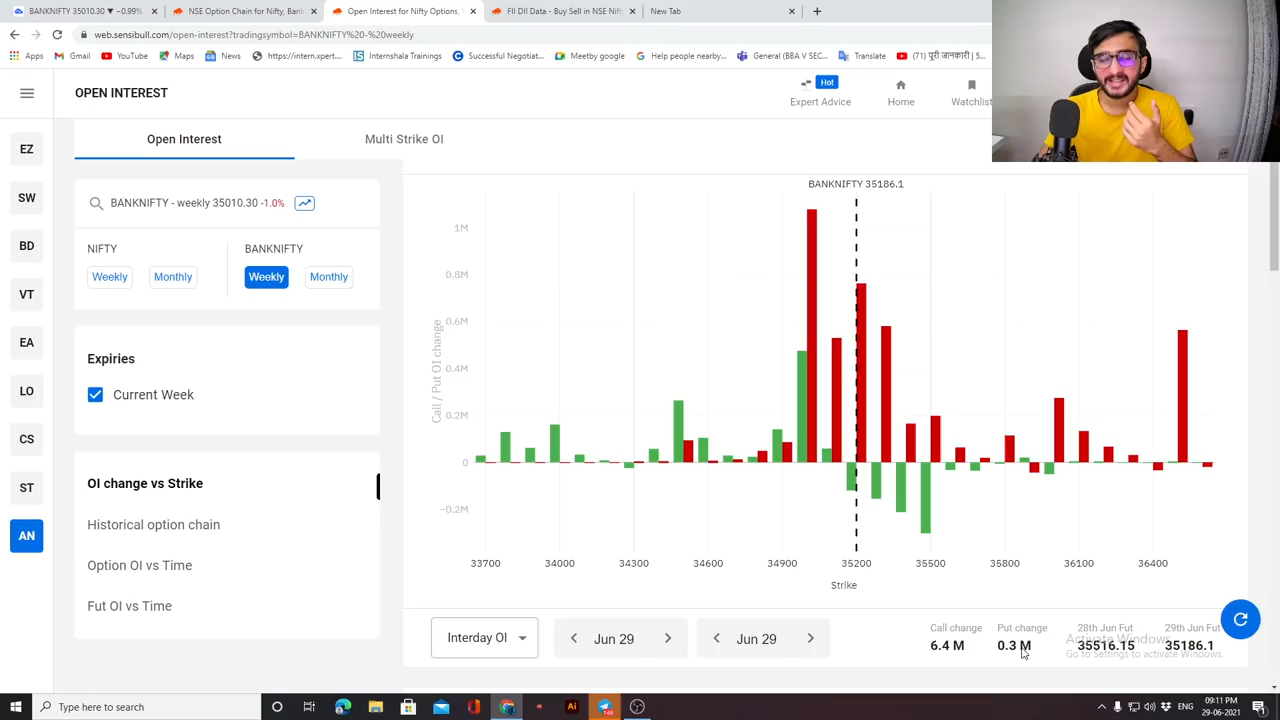 BANKNIFTY 35010.30 ▼ −0.99%
NSE Option Chain for Nifty, Bank
Open Interest for Nifty Options,
FII DII Data - Buy Sell in NSE Nift
New Tab
web.sensibull.com/open-interest?tradingsymbol=BANKNIFTY%20-%20weekly
Apps
Gmail
YouTube
Maps
News
https://intern.xpert...
Internshala Trainings
Successful Negotiat...
Meetby google
Help people nearby...
General (BBA V SEC...
Translate
(71) पूरी जानकारी | S...
OPEN INTEREST
Hot
Expert Advice
Home
Watchlist
EZ
SW
BD
VT
EA
LO
CS
ST
AN
Open Interest
Multi Strike OI
BANKNIFTY - weekly 35010.30 -1.0%
NIFTY
BANKNIFTY
Weekly
Monthly
Weekly
Monthly
Expiries
Current Week
OI change vs Strike
Historical option chain
Option OI vs Time
Fut OI vs Time
BANKNIFTY 35186.1
Call / Put OI change
1M
0.8M
0.6M
0.4M
0.2M
0
−0.2M
33700
34000
34300
34600
34900
35200
35500
35800
36100
36400
Strike
Interday OI
Jun 29
Jun 29
Call change
Put change
28th Jun Fut
29th Jun Fut
6.4 M
0.3 M
35516.15
35186.1
Activate Windows
Go to Settings to activate Windows.
Type here to search
Ai
149
ENG
09:11 PM
29-06-2021
1